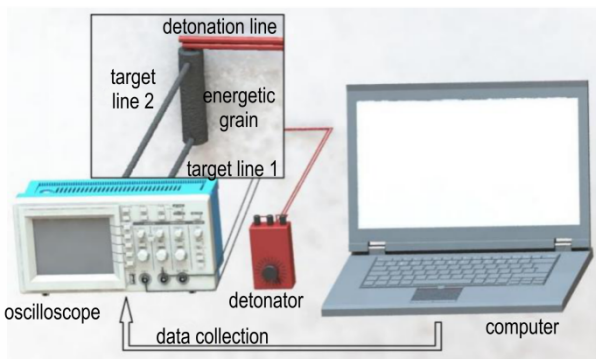 detonation line
target
line 2
energetic
grain
target line 1
oscilloscope
detonator
computer
data collection